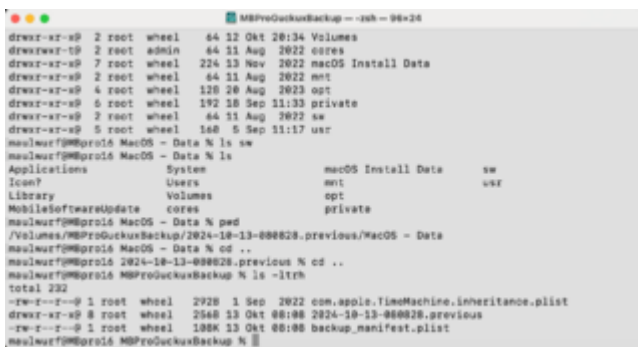 MBProGuckuxBackup — -zsh — 96×24
drwxr-xr-x@ 2 root wheel 64 12 Okt 20:34 Volumes
drwxrwxr-t@ 2 root admin 64 11 Aug 2022 cores
drwxr-xr-x@ 7 root wheel 224 13 Nov 2022 macOS Install Data
drwxr-xr-x@ 2 root wheel 64 11 Aug 2022 mnt
drwxr-xr-x@ 4 root wheel 128 20 Aug 2023 opt
drwxr-xr-x@ 6 root wheel 192 18 Sep 11:33 private
drwxr-xr-x@ 2 root wheel 64 11 Aug 2022 sw
drwxr-xr-x@ 5 root wheel 160 5 Sep 11:17 usr
maulwurf@MBpro16 MacOS - Data % ls sw
maulwurf@MBpro16 MacOS - Data % ls
Applications System macOS Install Data sw
Icon? Users mnt usr
Library Volumes opt
MobileSoftwareUpdate cores private
maulwurf@MBpro16 MacOS - Data % pwd
/Volumes/MBProGuckuxBackup/2024-10-13-080828.previous/MacOS - Data
maulwurf@MBpro16 MacOS - Data % cd ..
maulwurf@MBpro16 2024-10-13-080828.previous % cd ..
maulwurf@MBpro16 MBProGuckuxBackup % ls -ltrh
total 232
-rw-r--r--@ 1 root wheel 292B 1 Sep 2022 com.apple.TimeMachine.inheritance.plist
drwxr-xr-x@ 8 root wheel 256B 13 Okt 08:08 2024-10-13-080828.previous
-rw-r--r--@ 1 root wheel 108K 13 Okt 08:08 backup_manifest.plist
maulwurf@MBpro16 MBProGuckuxBackup %